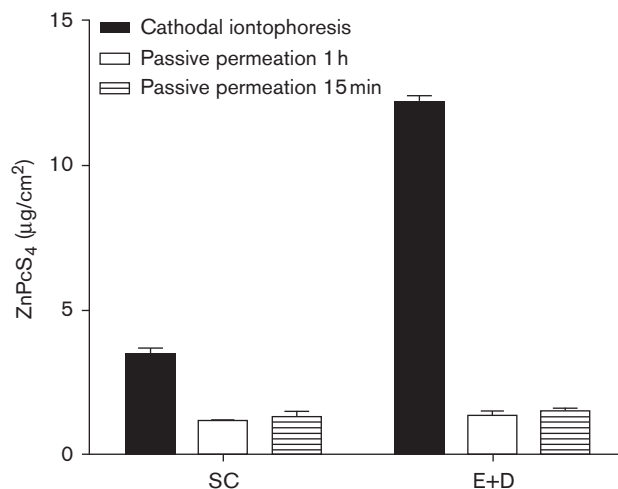 15
10
5
0
ZnPcS₄ (µg/cm²)
Cathodal iontophoresis
Passive permeation 1 h
Passive permeation 15 min
SC
E+D